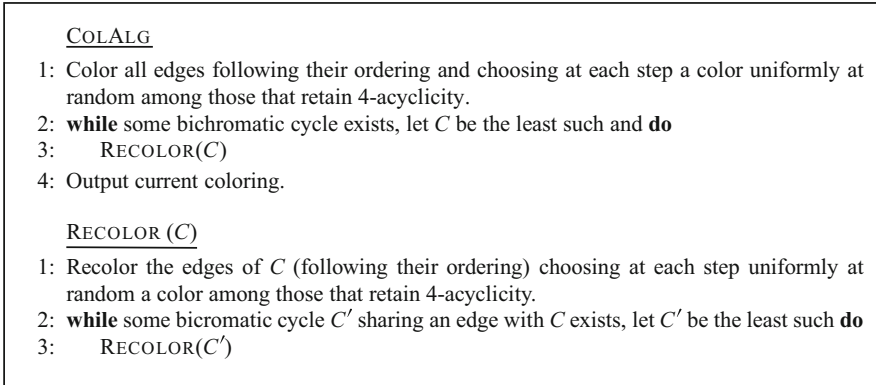 COLALG
1: Color all edges following their ordering and choosing at each step a color uniformly at
random among those that retain 4-acyclicity.
2: while some bichromatic cycle exists, let C be the least such and do
3: RECOLOR(C)
4: Output current coloring.
RECOLOR (C)
1: Recolor the edges of C (following their ordering) choosing at each step uniformly at
random a color among those that retain 4-acyclicity.
2: while some bicromatic cycle C′ sharing an edge with C exists, let C′ be the least such do
3: RECOLOR(C′)